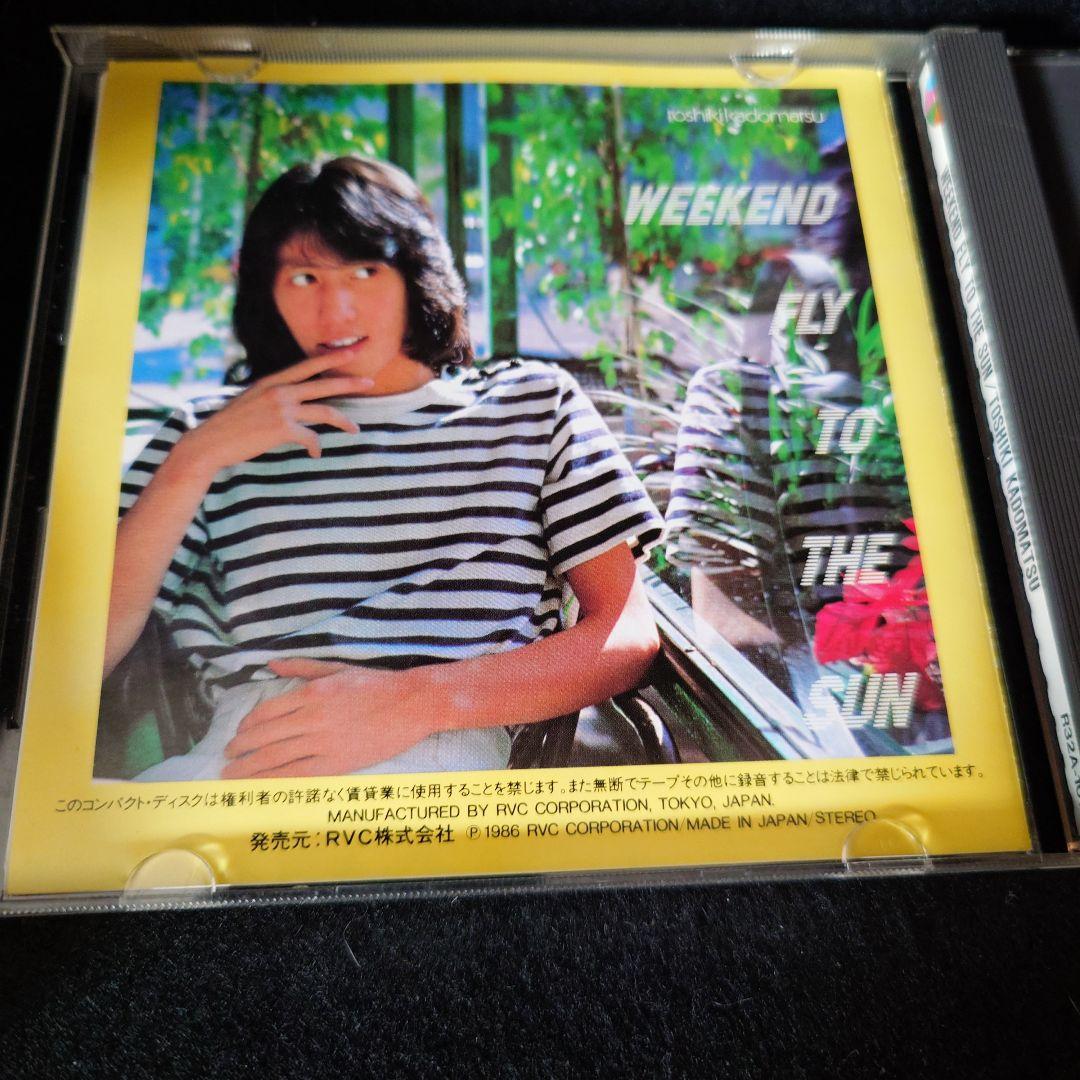 toshiki kadomatsu
WEEKEND
FLY
TO
THE
SUN
このコンパクト・ディスクは権利者の許諾なく賃貸業に使用することを禁じます。また無断でテープその他に録音することは法律で禁じられています。
MANUFACTURED BY RVC CORPORATION, TOKYO, JAPAN.
発売元：RVC株式会社 Ⓟ 1986 RVC CORPORATION/MADE IN JAPAN/STEREO
WEEKEND FLY TO THE SUN/TOSHIKI KADOMATSU